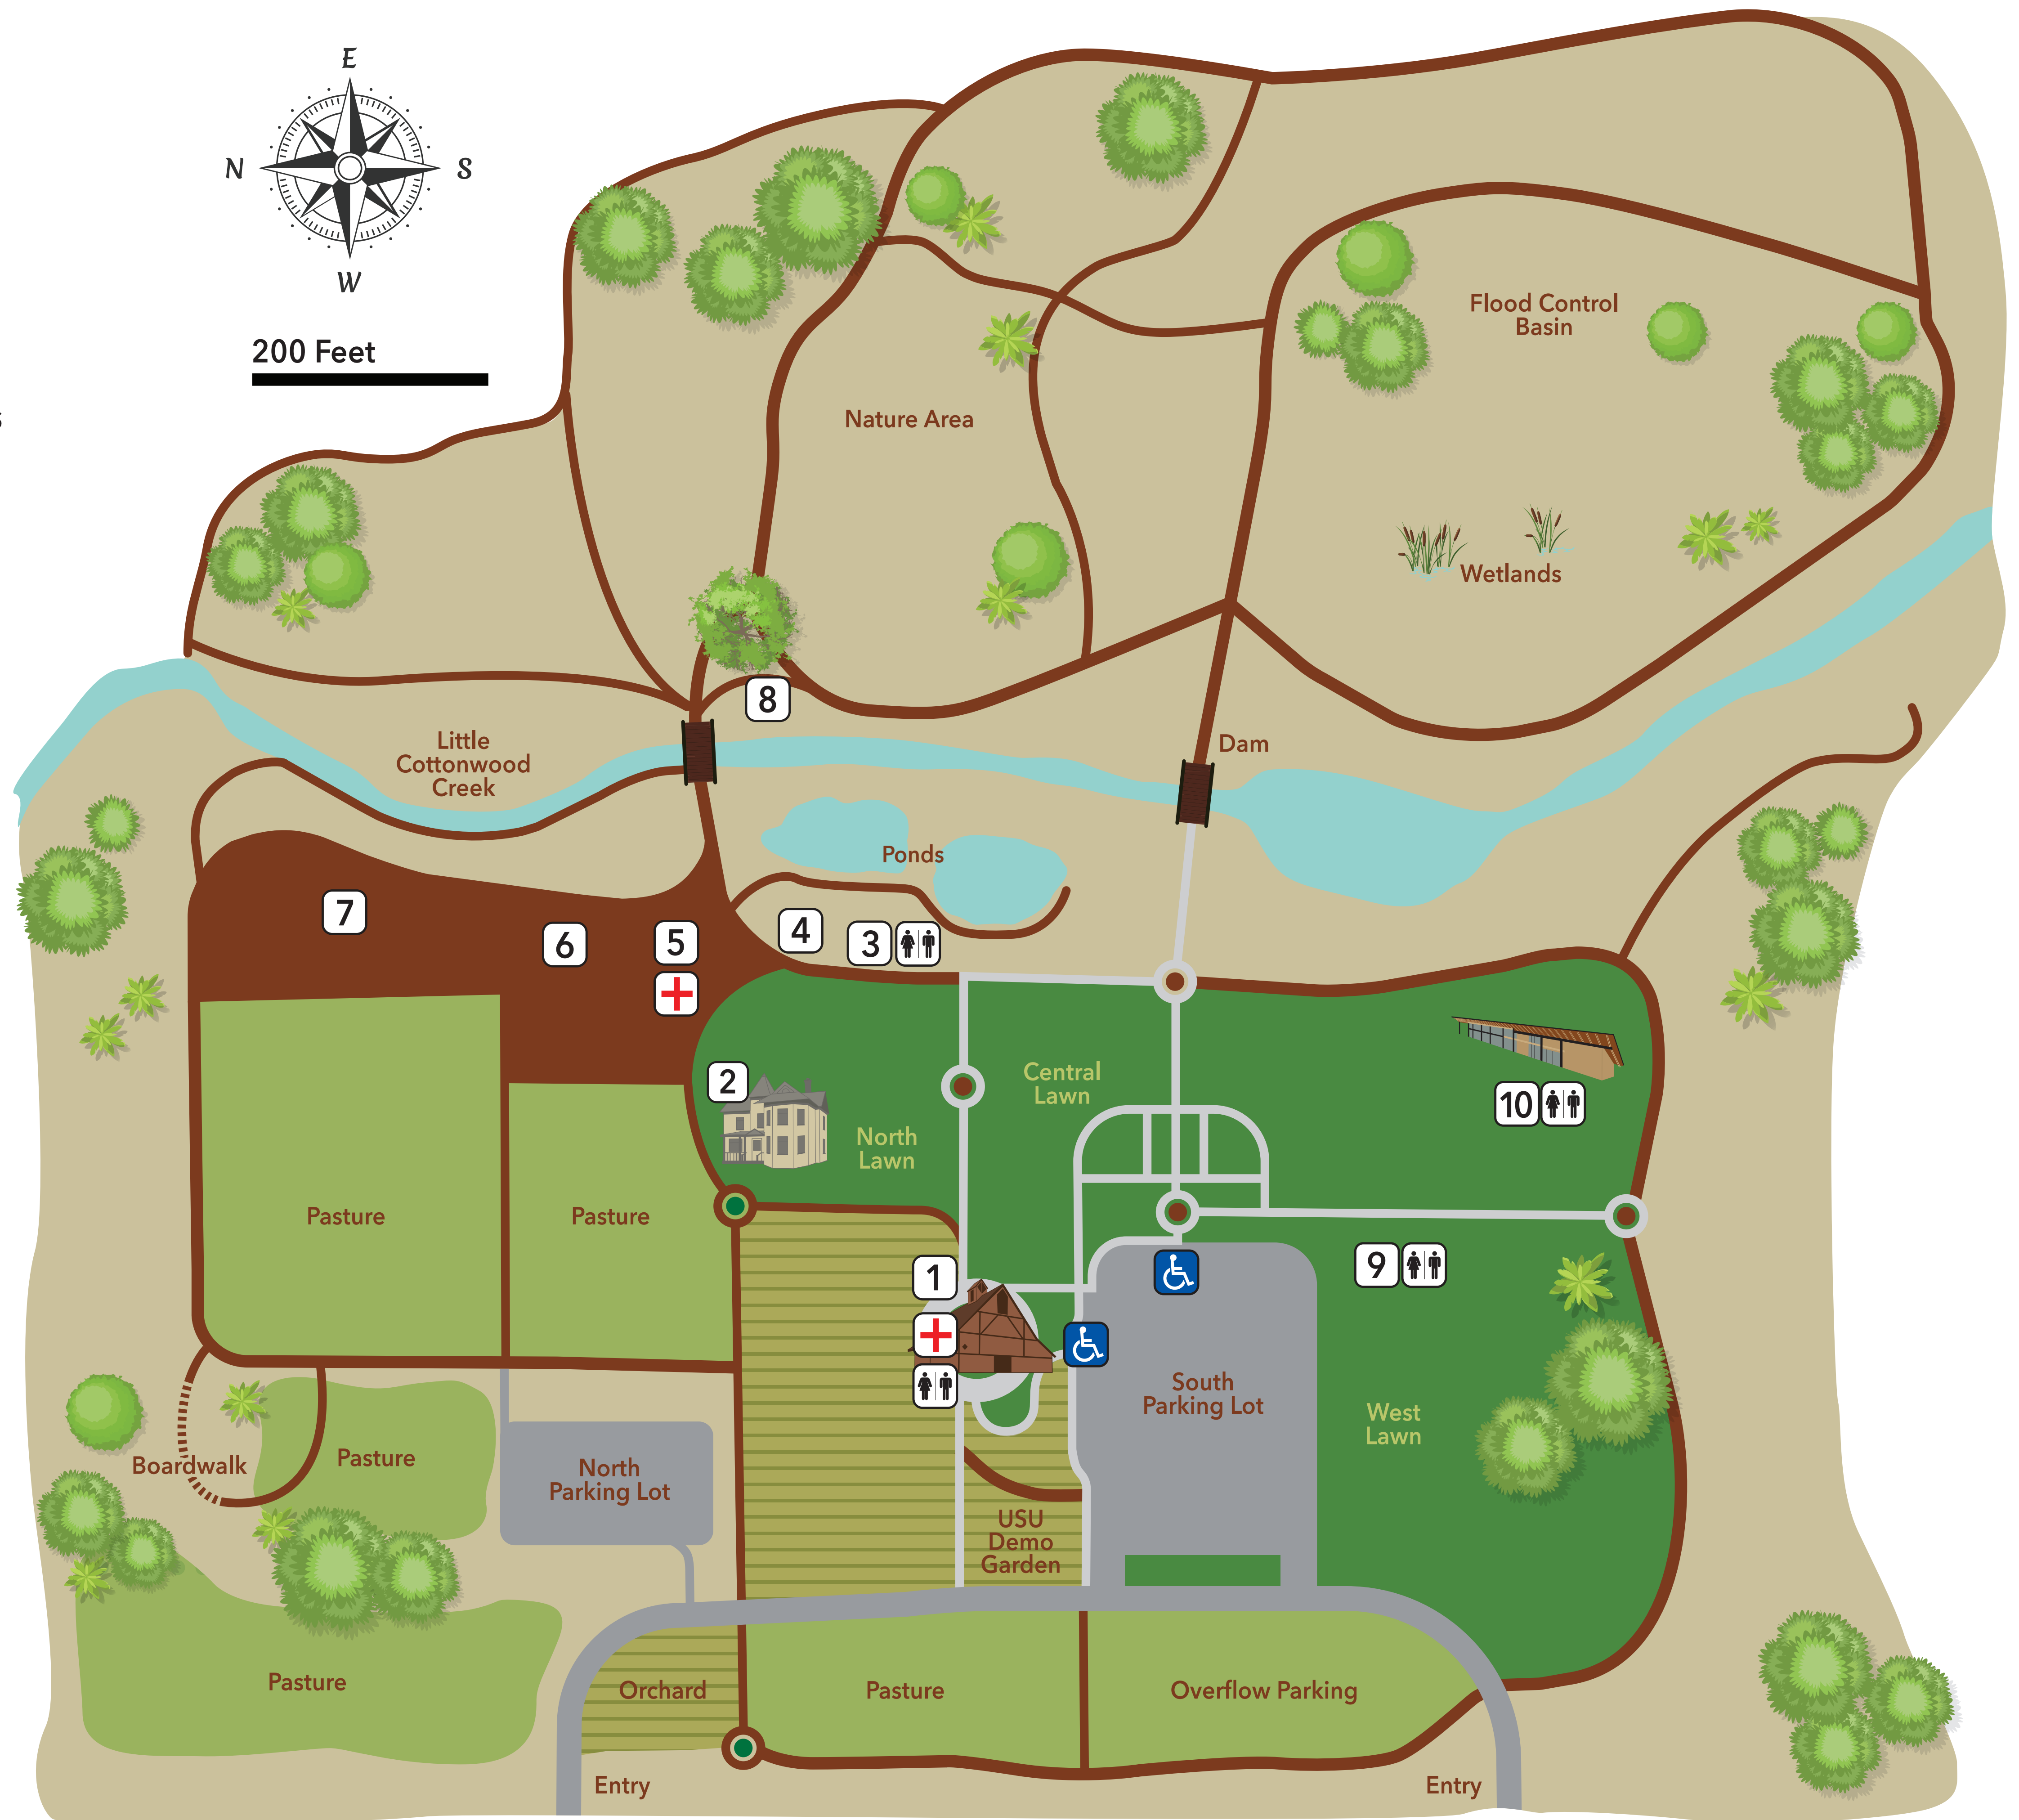 E
N
S
W
200 Feet
s
Flood Control
Basin
Nature Area
Wetlands
8
Little
Cottonwood
Creek
Dam
Ponds
7
6
5
4
3
2
Central
Lawn
10
North
Lawn
Pasture
Pasture
1
9
South
Parking Lot
West
Lawn
Boardwalk
Pasture
North
Parking Lot
USU
Demo
Garden
Pasture
Orchard
Pasture
Overflow Parking
Entry
Entry